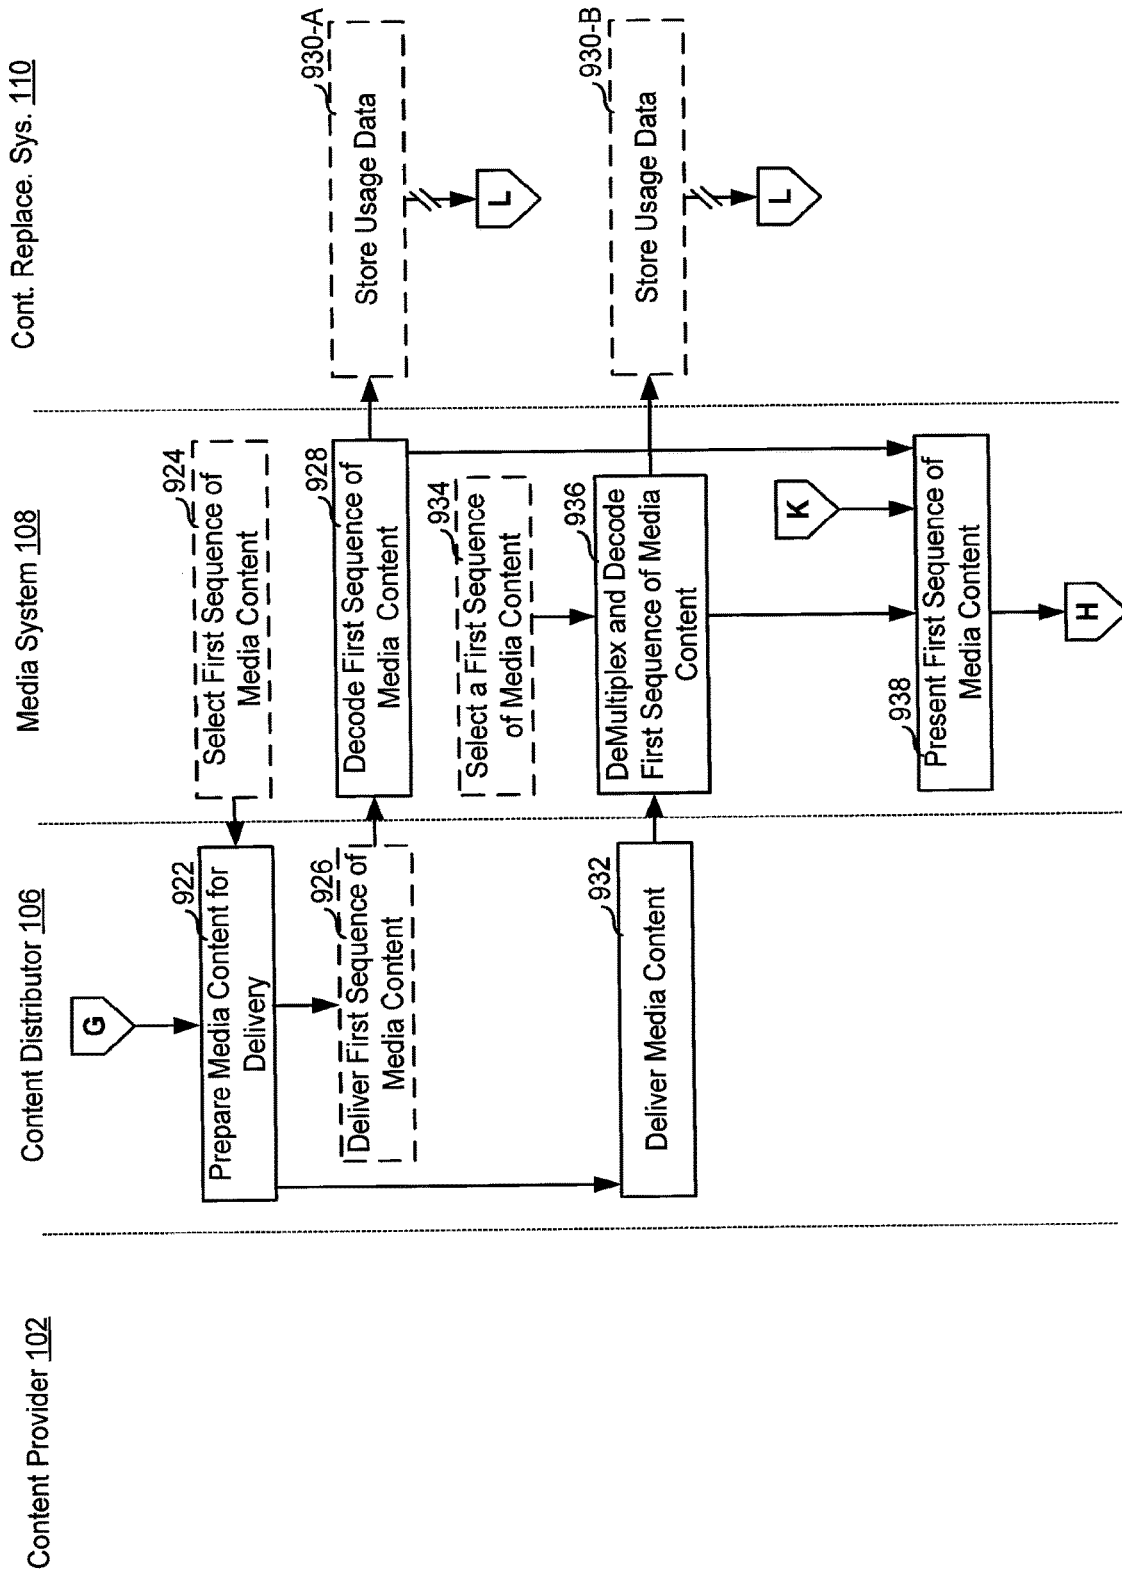 Content Provider 102
Content Distributor 106
Media System 108
Cont. Replace. Sys. 110
G
922
Prepare Media Content for
Delivery
924
Select First Sequence of
Media Content
926
Deliver First Sequence of
Media Content
928
Decode First Sequence of
Media Content
930-A
Store Usage Data
L
934
Select a First Sequence
of Media Content
932
Deliver Media Content
936
DeMultiplex and Decode
First Sequence of Media
Content
930-B
Store Usage Data
L
K
938
Present First Sequence of
Media Content
H